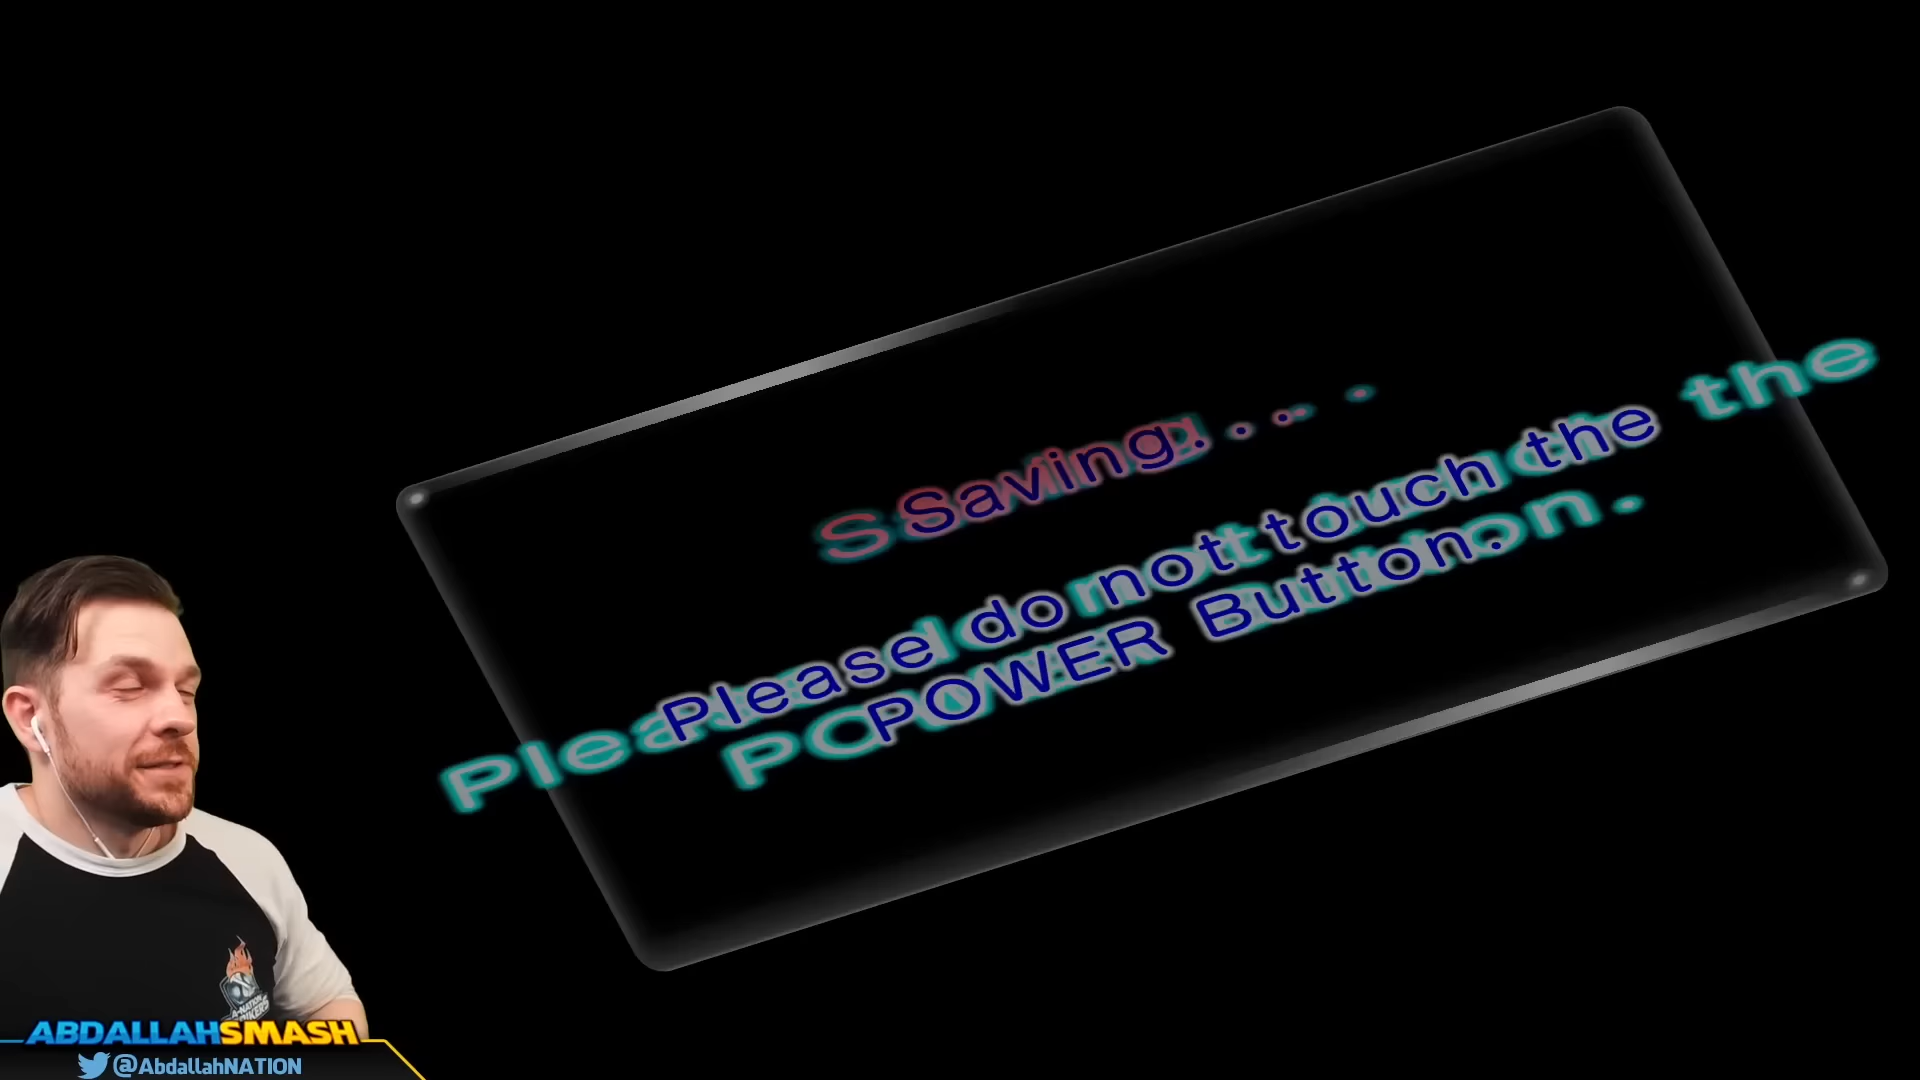 Saving...
Please do not touch the
POWER Button.
ABDALLAHSMASH
@AbdallahNATION